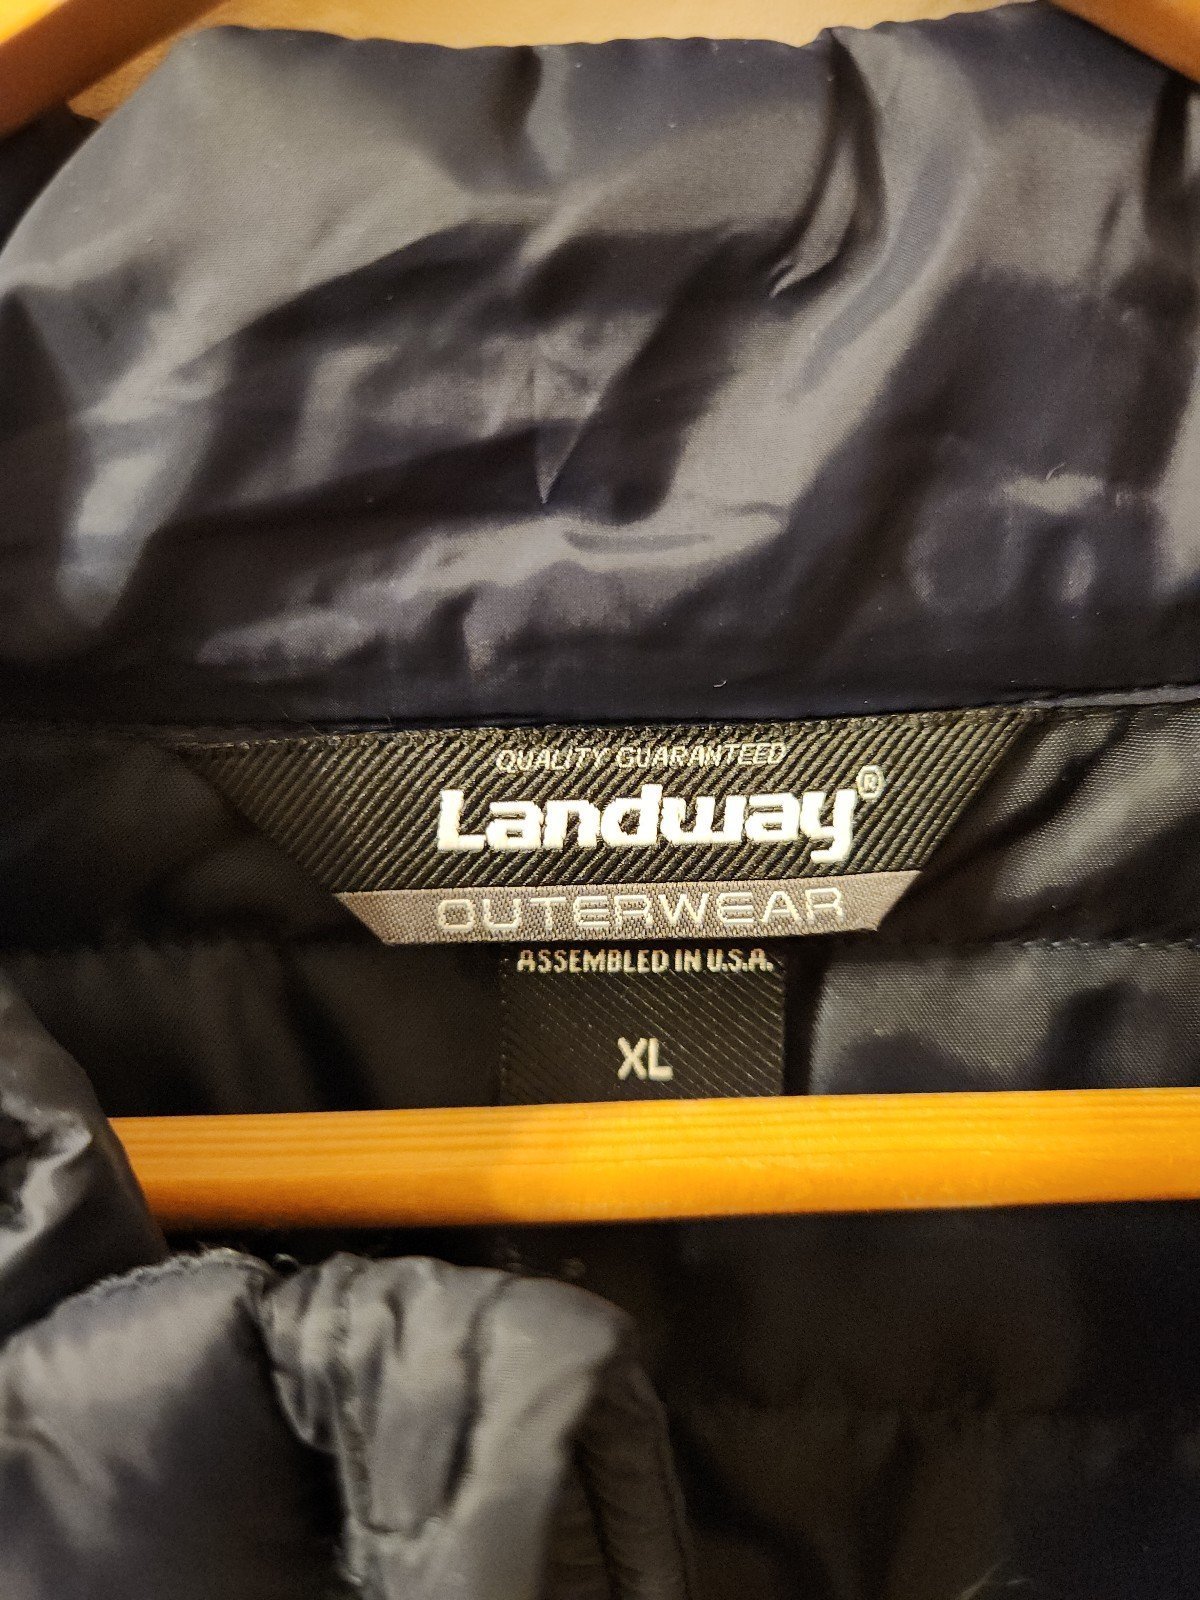 QUALITY GUARANTEED
Landway®
OUTERWEAR
ASSEMBLED IN U.S.A.
XL